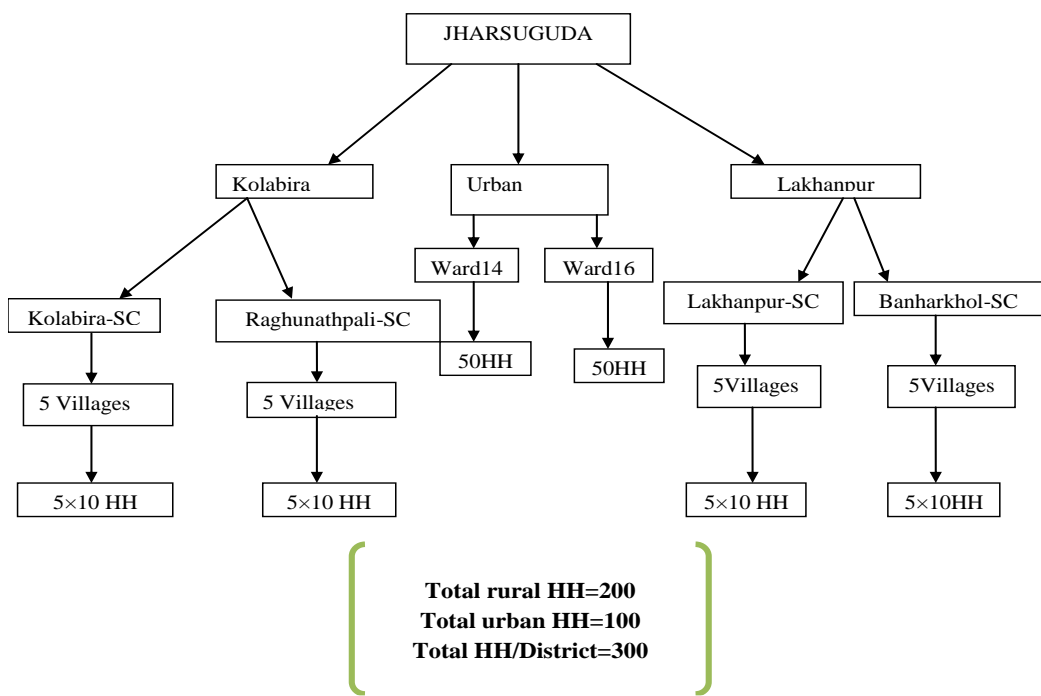 JHARSUGUDA
Kolabira
Urban
Lakhanpur
Ward14
Ward16
Kolabira-SC
Raghunathpali-SC
Lakhanpur-SC
Banharkhol-SC
50HH
50HH
5 Villages
5 Villages
5Villages
5Villages
5×10 HH
5×10 HH
5×10 HH
5×10HH
Total rural HH=200
Total urban HH=100
Total HH/District=300